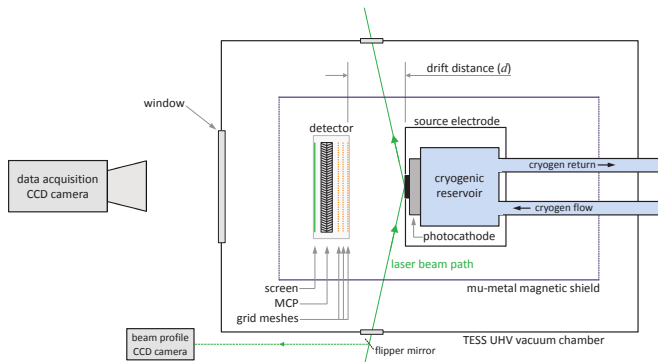 drift distance (d)
window
detector
source electrode
data acquisition
CCD camera
cryogenic
reservoir
cryogen return
cryogen flow
photocathode
laser beam path
screen
MCP
grid meshes
mu-metal magnetic shield
beam profile
CCD camera
flipper mirror
TESS UHV vacuum chamber